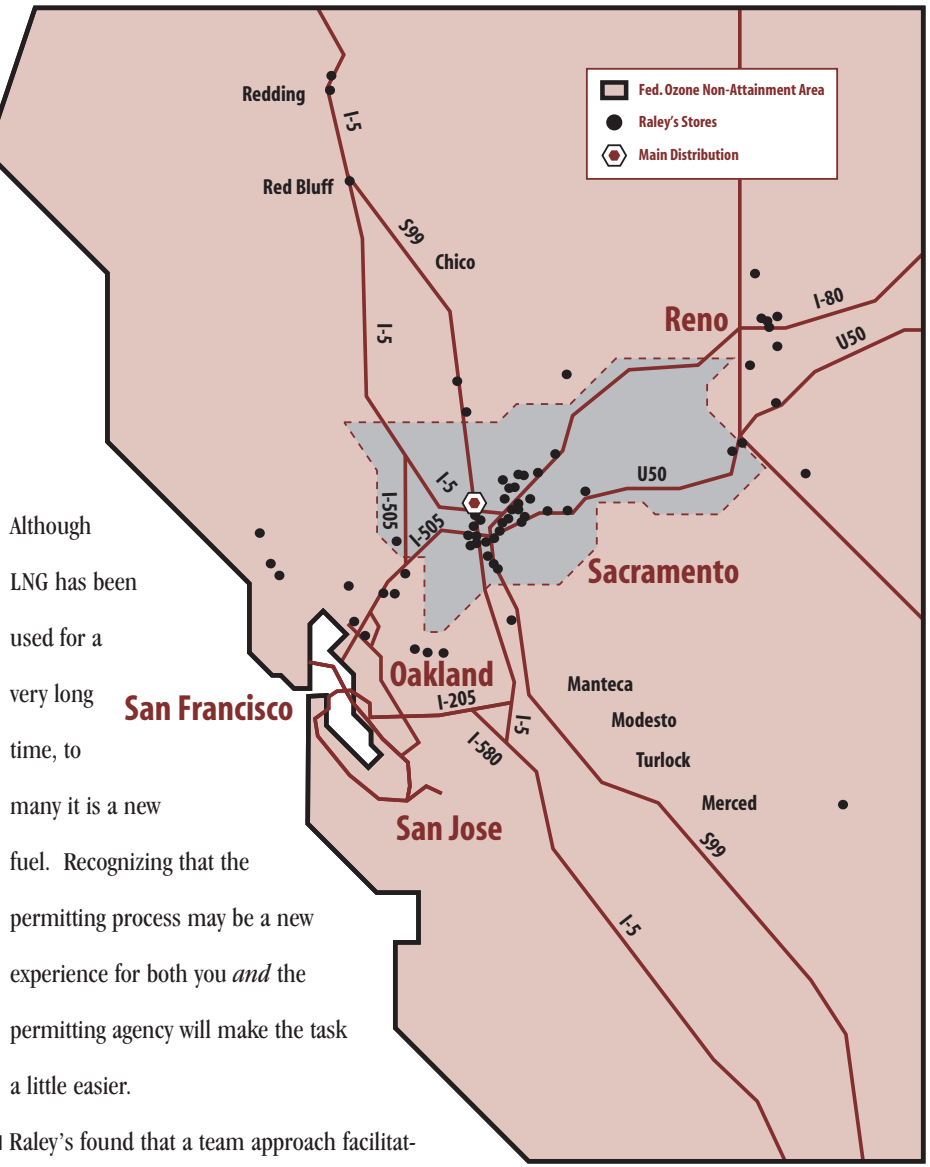 Redding
I-5
Red Bluff
S99
Chico
I-5
Fed. Ozone Non-Attainment Area
Raley's Stores
Main Distribution
Reno
I-80
U50
I-5
U50
I-505
I-505
Sacramento
Oakland
I-205
I-5
I-580
San Francisco
San Jose
Manteca
Modesto
Turlock
Merced
S99
I-5
Although
LNG has been
used for a
very long
time, to
many it is a new
fuel. Recognizing that the
permitting process may be a new
experience for both you and the
permitting agency will make the task
a little easier.
Raley's found that a team approach facilitat-